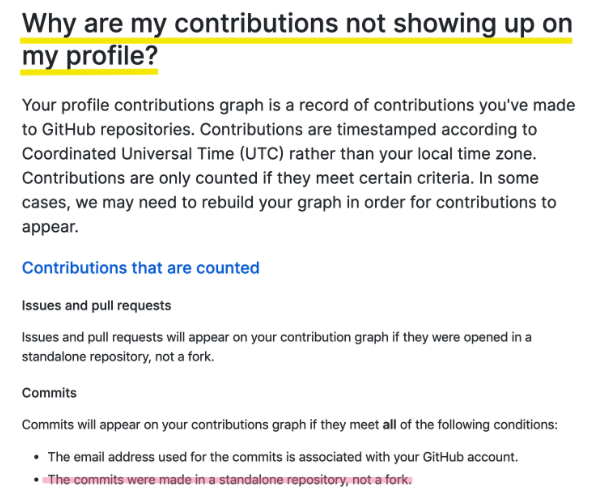 Why are my contributions not showing up on
my profile?
Your profile contributions graph is a record of contributions you've made
to GitHub repositories. Contributions are timestamped according to
Coordinated Universal Time (UTC) rather than your local time zone.
Contributions are only counted if they meet certain criteria. In some
cases, we may need to rebuild your graph in order for contributions to
appear.
Contributions that are counted
Issues and pull requests
Issues and pull requests will appear on your contribution graph if they were opened in a
standalone repository, not a fork.
Commits
Commits will appear on your contributions graph if they meet all of the following conditions:
• The email address used for the commits is associated with your GitHub account.
• The commits were made in a standalone repository, not a fork.